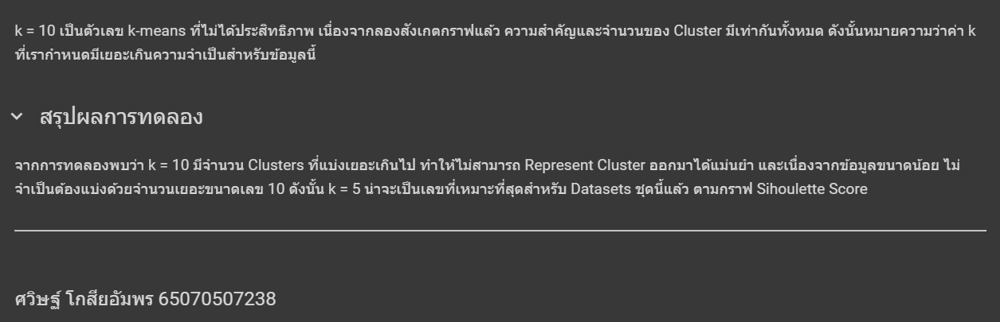 k = 10 เป็นตัวเลข k-means ที่ไม่ได้ประสิทธิภาพ เนื่องจากลองสังเกตกราฟแล้ว ความสำคัญและจำนวนของ Cluster มีเท่ากันทั้งหมด ดังนั้นหมายความว่าค่า k
ที่เรากำหนดมีเยอะเกินความจำเป็นสำหรับข้อมูลนี้
สรุปผลการทดลอง
จากการทดลองพบว่า k = 10 มีจำนวน Clusters ที่แบ่งเยอะเกินไป ทำให้ไม่สามารถ Represent Cluster ออกมาได้แม่นยำ และเนื่องจากข้อมูลขนาดน้อย ไม่
จำเป็นต้องแบ่งด้วยจำนวนเยอะขนาดเลข 10 ดังนั้น k = 5 น่าจะเป็นเลขที่เหมาะที่สุดสำหรับ Datasets ชุดนี้แล้ว ตามกราฟ Sihoulette Score
ศวิษฐ์ โกสียอัมพร 65070507238